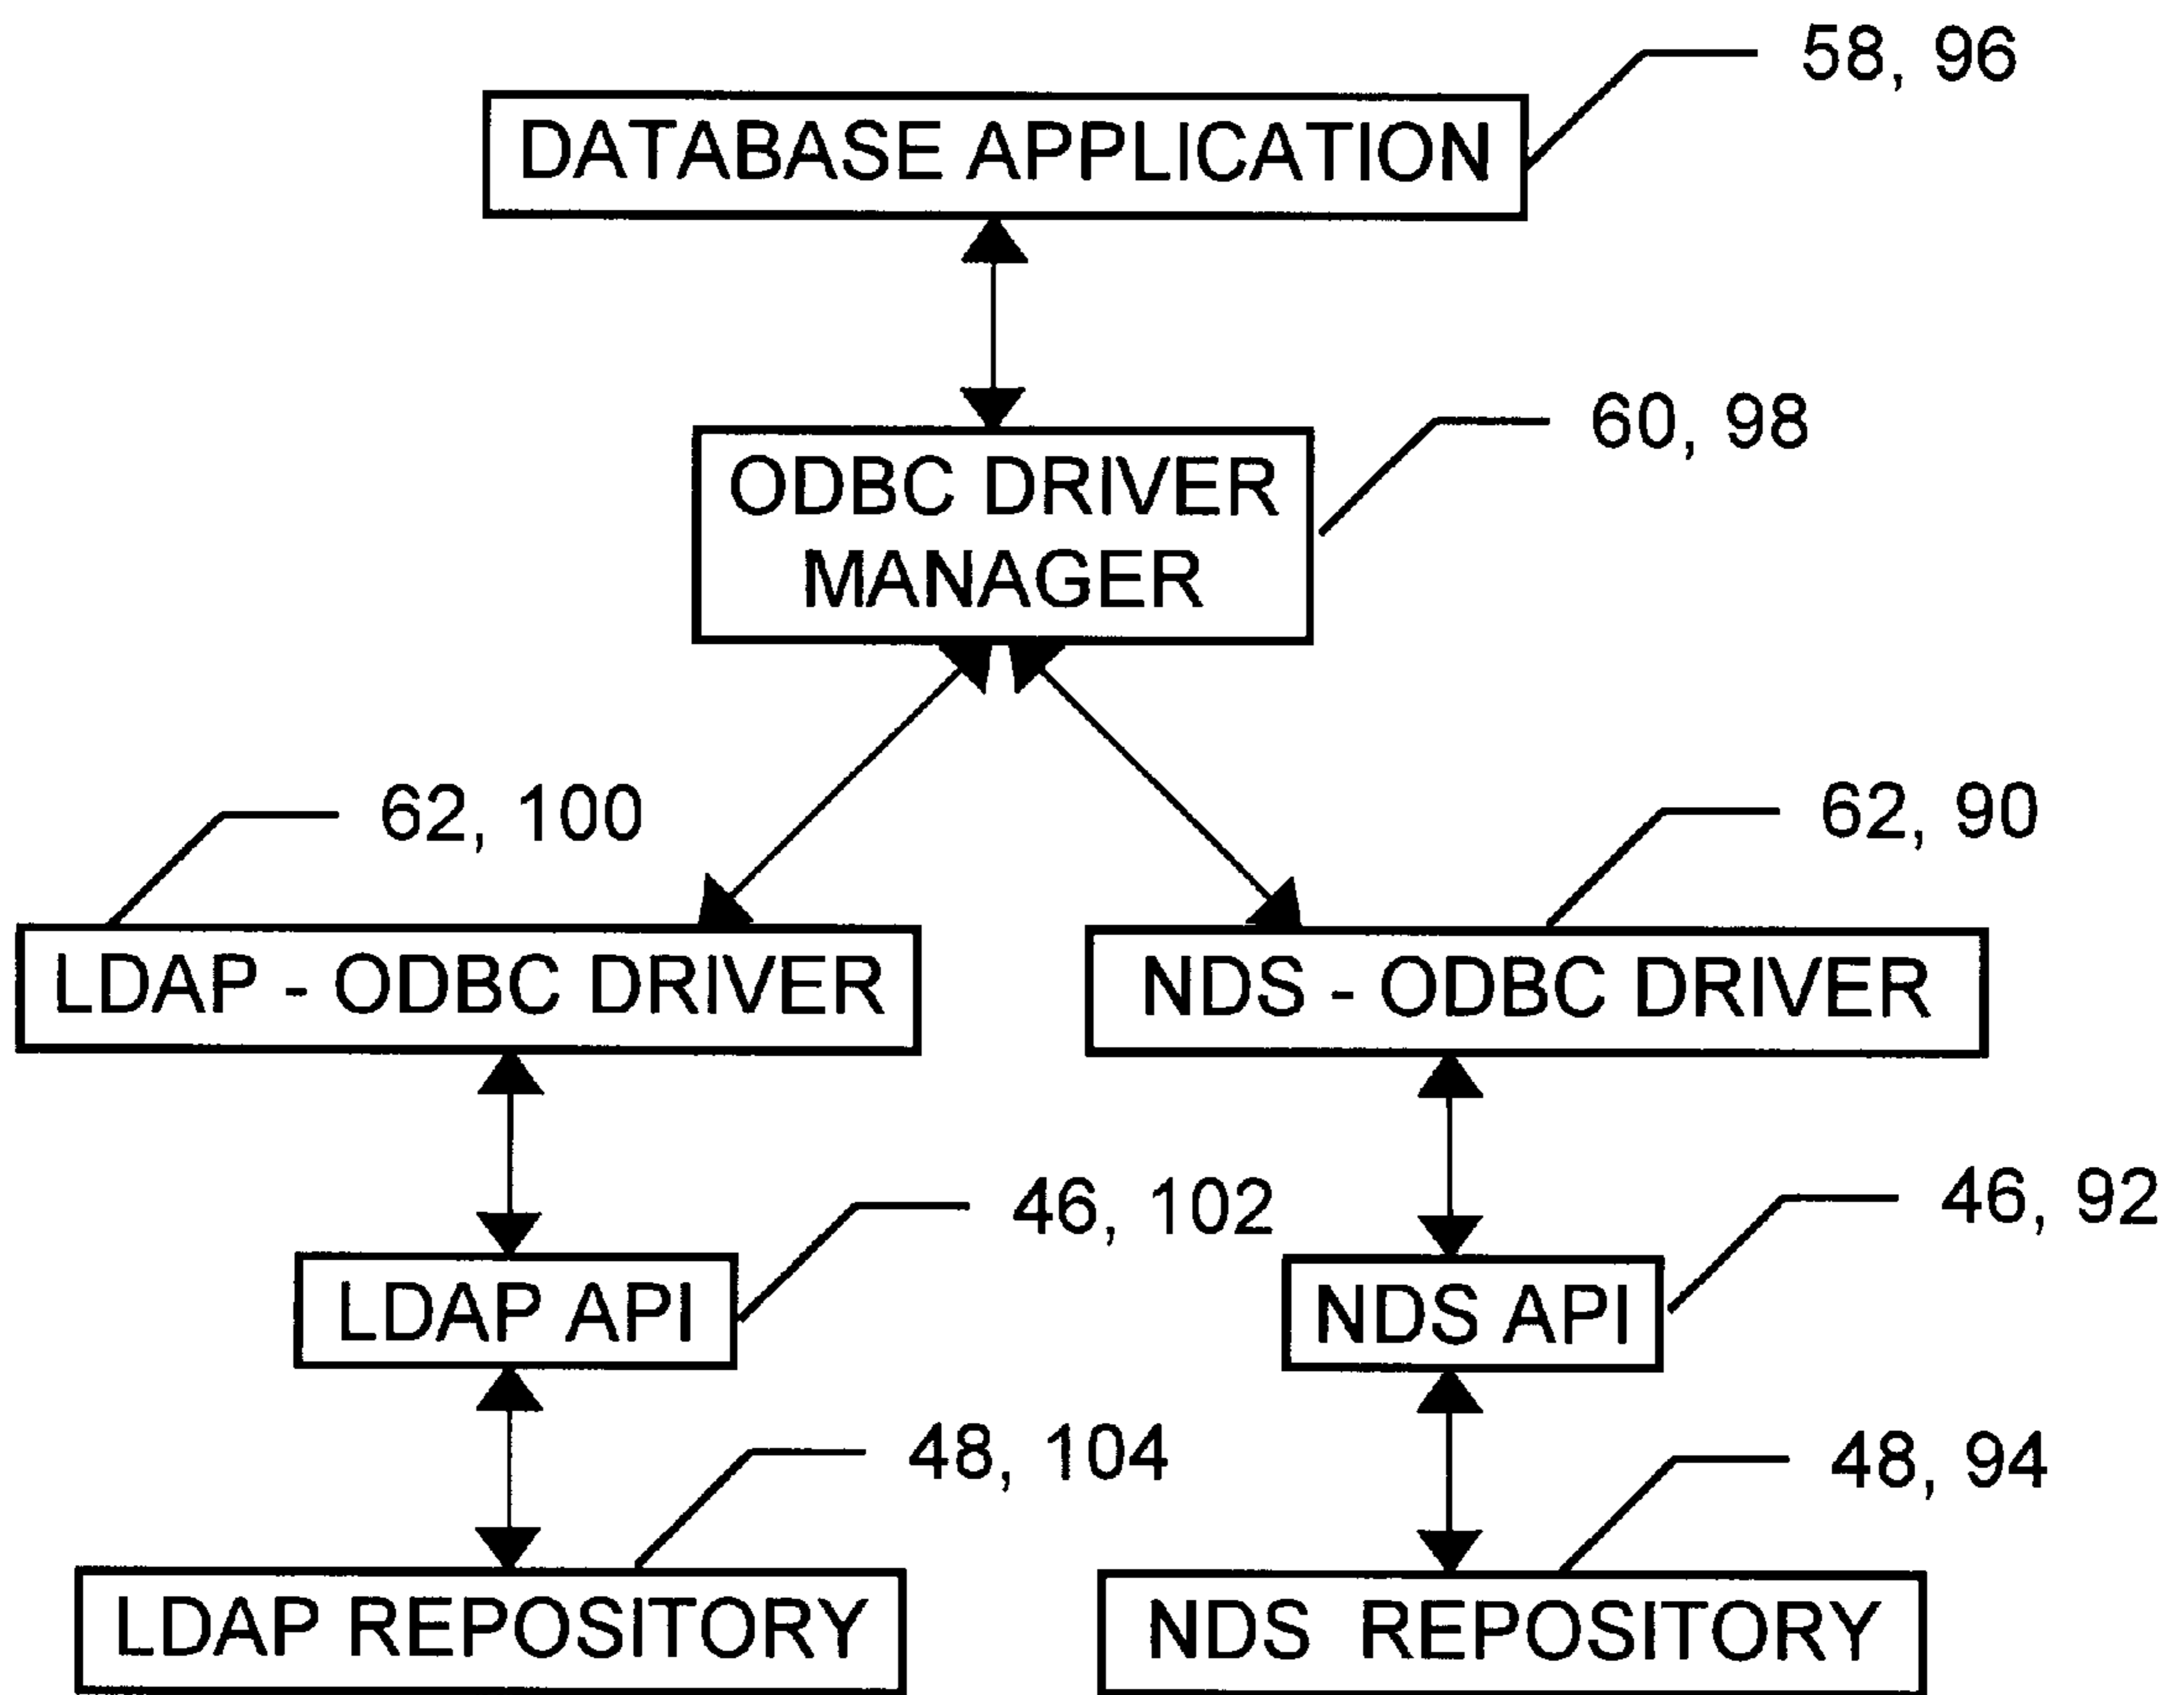 58, 96
DATABASE APPLICATION
60, 98
ODBC DRIVER
MANAGER
62, 100
62, 90
LDAP - ODBC DRIVER
NDS - ODBC DRIVER
46, 102
46, 92
LDAP API
NDS API
48, 104
48, 94
LDAP REPOSITORY
NDS REPOSITORY